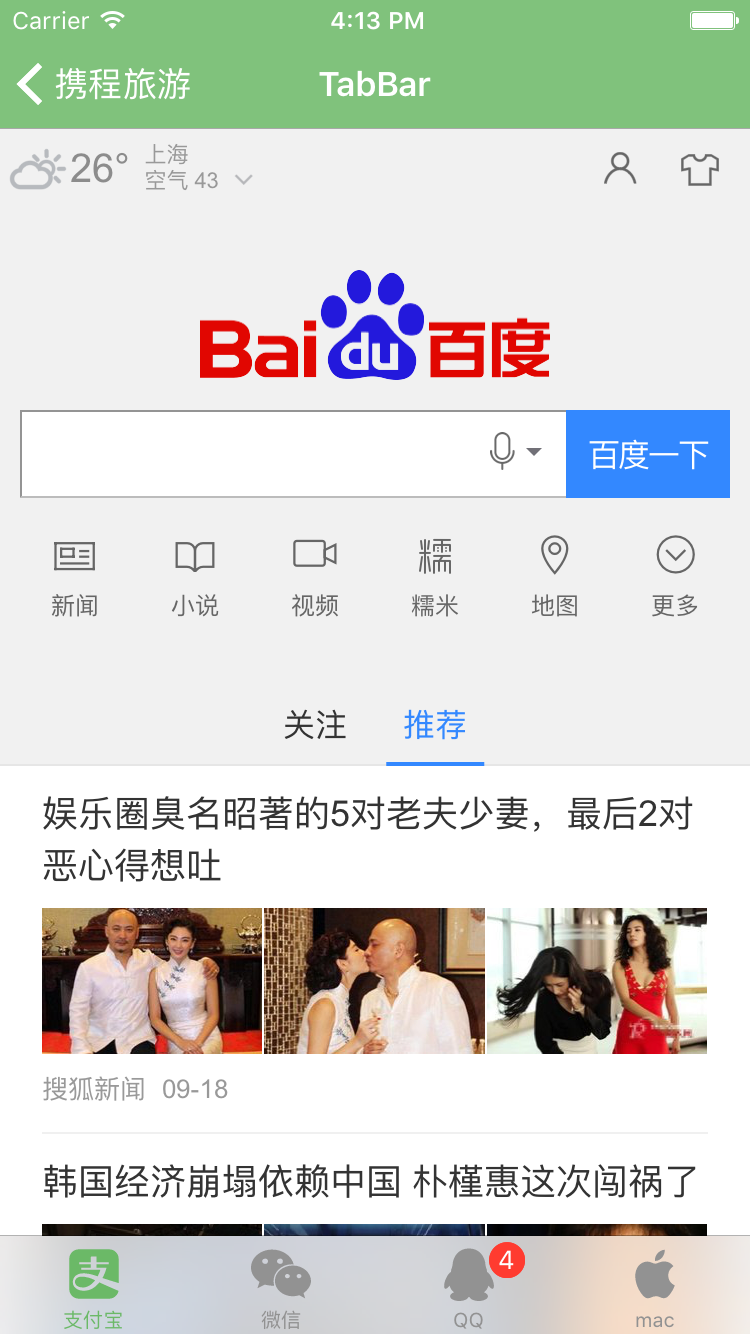 Carrier
4:13 PM
携程旅游
TabBar
26°
上海
空气 43
Bai du 百度
百度一下
新闻
小说
视频
糯
糯米
地图
更多
关注
推荐
娱乐圈臭名昭著的5对老夫少妻，最后2对
恶心得想吐
搜狐新闻 09-18
韩国经济崩塌依赖中国 朴槿惠这次闯祸了
支
4
支付宝
微信
QQ
mac